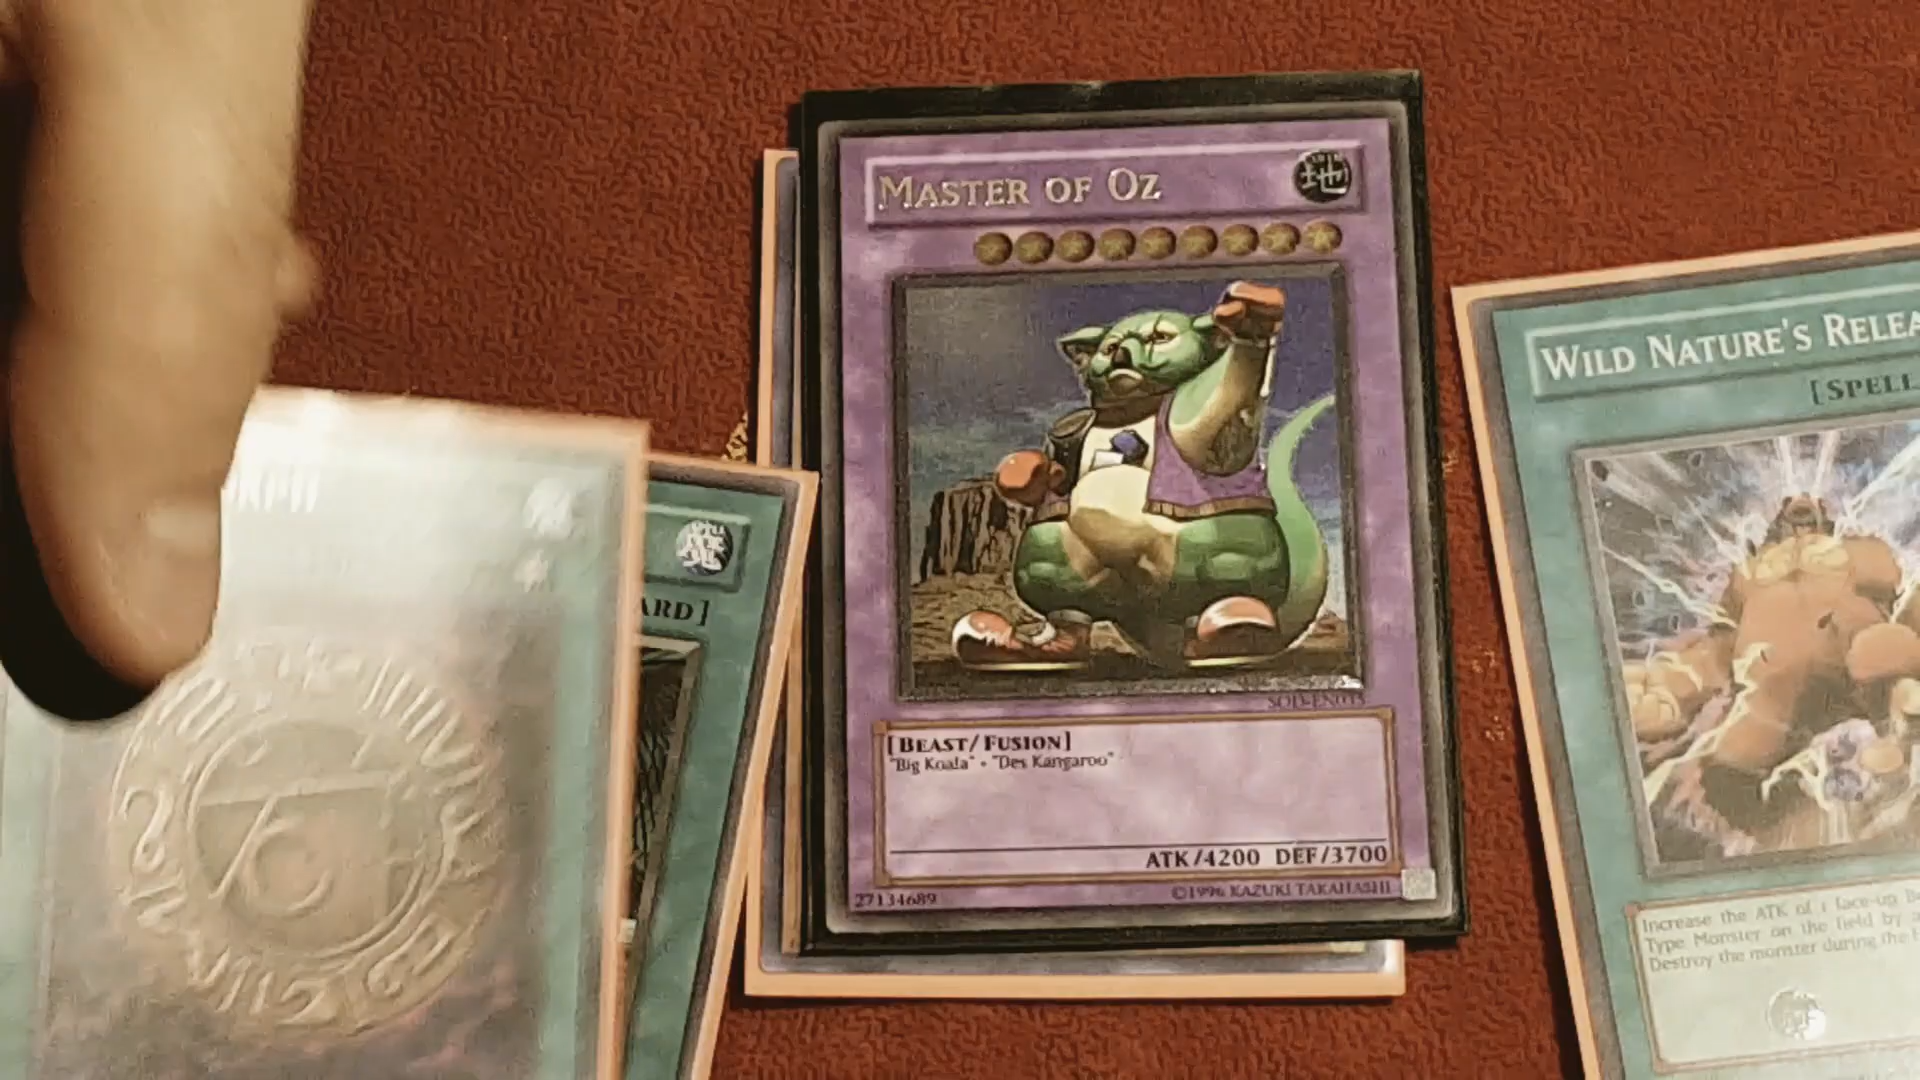 MASTER OF OZ
地
SOD-EN035
[BEAST/FUSION]
"Big Koala" + "Des Kangaroo"
ATK/4200 DEF/3700
27134689
©1996 KAZUKI TAKAHASHI
ARD]
WILD NATURE'S RELEA
[SPELL
Increase the ATK of 1 face-up Be
Type Monster on the field by
Destroy the monster during the